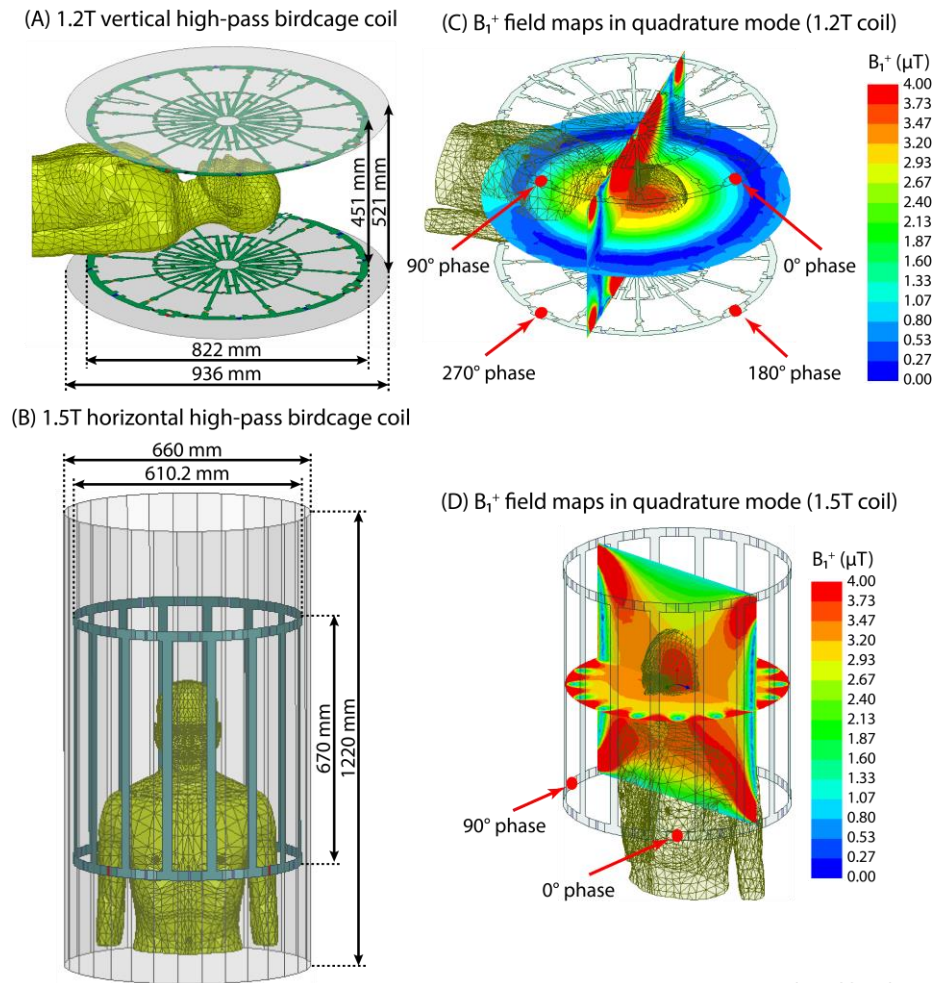 (A) 1.2T vertical high-pass birdcage coil
451 mm
521 mm
822 mm
936 mm
(C) B₁⁺ field maps in quadrature mode (1.2T coil)
B₁⁺ (μT)
4.00
3.73
3.47
3.20
2.93
2.67
2.40
2.13
1.87
1.60
1.33
1.07
0.80
0.53
0.27
0.00
90° phase
0° phase
270° phase
180° phase
(B) 1.5T horizontal high-pass birdcage coil
660 mm
610.2 mm
670 mm
1220 mm
(D) B₁⁺ field maps in quadrature mode (1.5T coil)
B₁⁺ (μT)
4.00
3.73
3.47
3.20
2.93
2.67
2.40
2.13
1.87
1.60
1.33
1.07
0.80
0.53
0.27
0.00
90° phase
0° phase